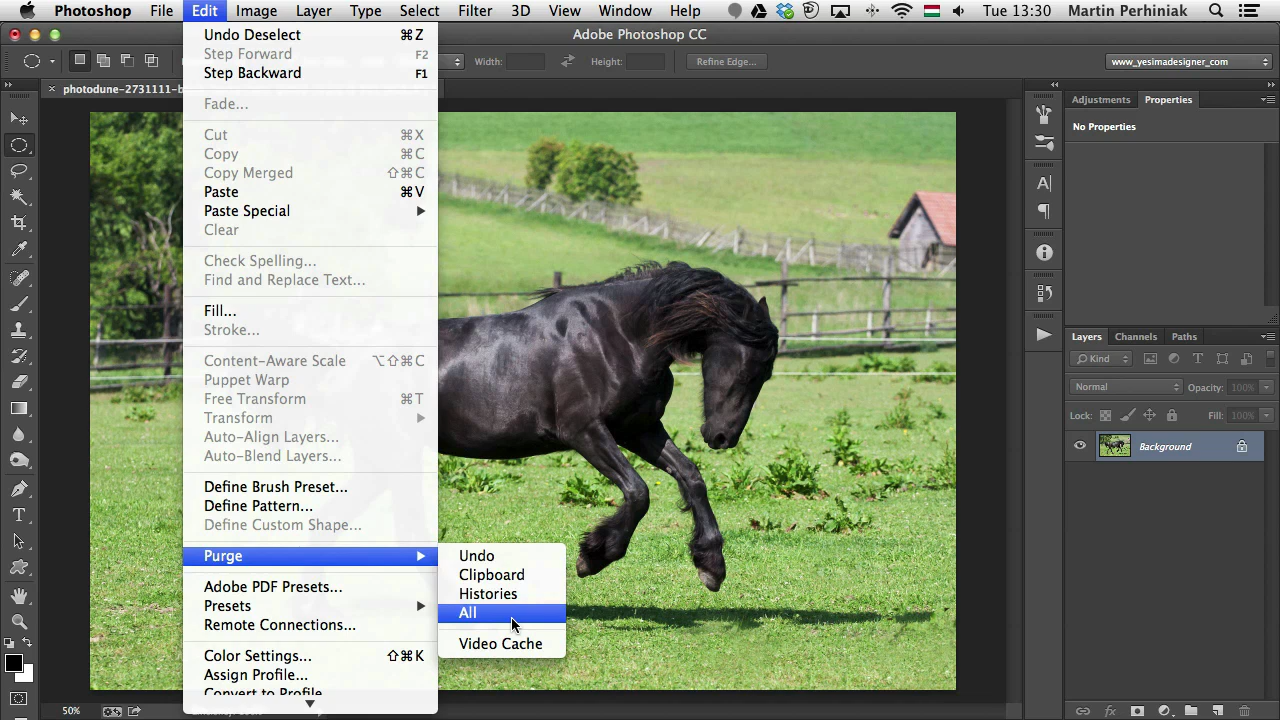 Photoshop File Edit Image Layer Type Select Filter 3D View Window Help Tue 13:30 Martin Perhiniak
Adobe Photoshop CC
Width: Height: Refine Edge... www_yesimadesigner_com
photodune-2731111-b
Undo Deselect ⌘Z
Step Forward F2
Step Backward F1
Fade...
Cut ⌘X
Copy ⌘C
Copy Merged ⇧⌘C
Paste ⌘V
Paste Special
Clear
Check Spelling...
Find and Replace Text...
Fill...
Stroke...
Content-Aware Scale ⌥⇧⌘C
Puppet Warp
Free Transform ⌘T
Transform
Auto-Align Layers...
Auto-Blend Layers...
Define Brush Preset...
Define Pattern...
Define Custom Shape...
Purge
Adobe PDF Presets...
Presets
Remote Connections...
Color Settings... ⇧⌘K
Assign Profile...
Convert to Profile
Undo
Clipboard
Histories
All
Video Cache
Adjustments Properties
No Properties
Layers Channels Paths
Kind
Normal Opacity: 100%
Lock: Fill: 100%
Background
50%